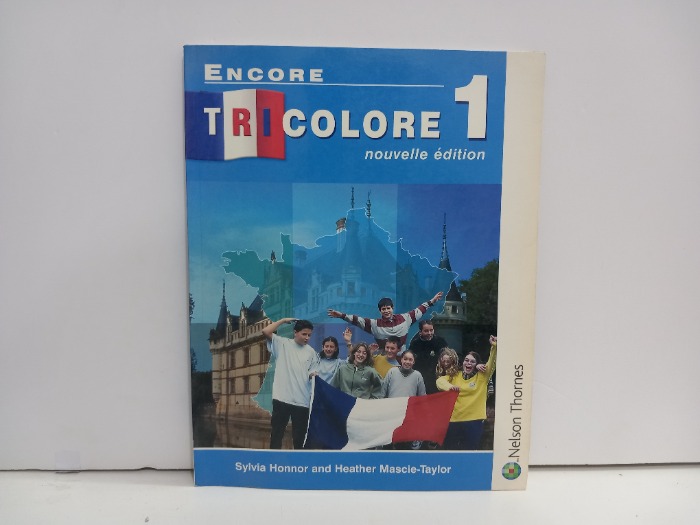 ENCORE
TRICOLORE 1
nouvelle édition
Sylvia Honnor and Heather Mascie-Taylor
Nelson Thornes